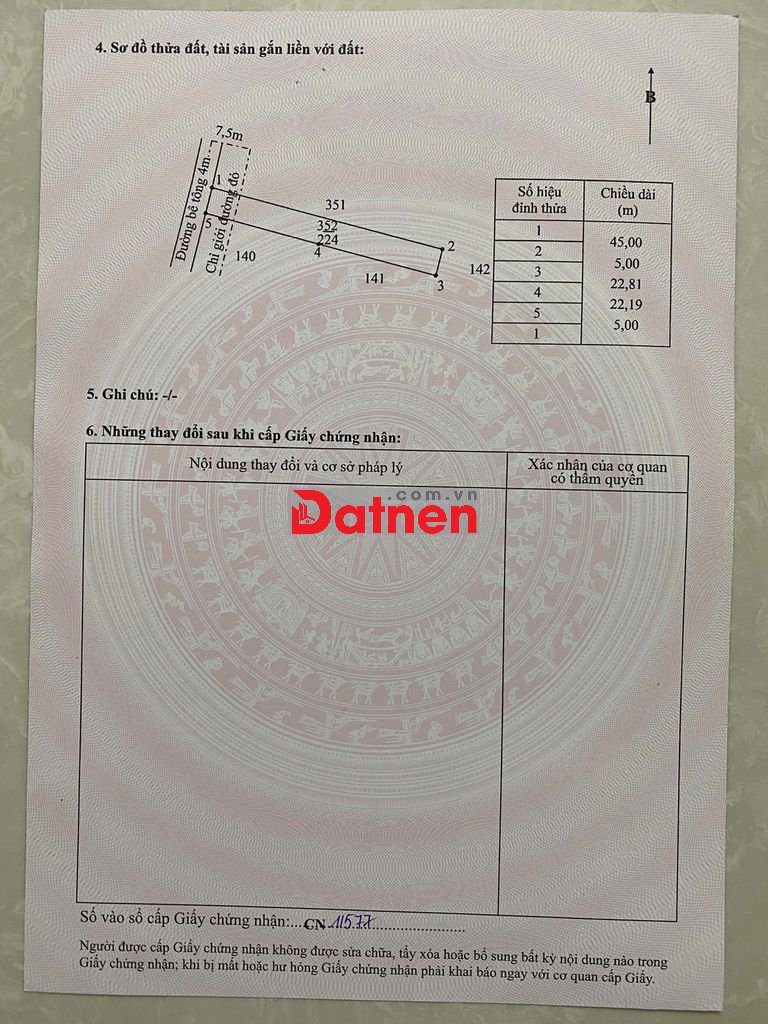 4. Sơ đồ thửa đất, tài sản gắn liền với đất:
B
7,5m
Đường bê tông 4m
Chỉ giới đường đỏ
1
5
351
352
224
4
2
3
140
141
142
Số hiệu đỉnh thửa
Chiều dài (m)
1
45,00
2
5,00
3
22,81
4
22,19
5
5,00
1
5. Ghi chú: -/-
6. Những thay đổi sau khi cấp Giấy chứng nhận:
Nội dung thay đổi và cơ sở pháp lý
Xác nhận của cơ quan
có thẩm quyền
Datnen
.com.vn
Số vào sổ cấp Giấy chứng nhận:....CN 11577......................
Người được cấp Giấy chứng nhận không được sửa chữa, tẩy xóa hoặc bổ sung bất kỳ nội dung nào trong
Giấy chứng nhận; khi bị mất hoặc hư hỏng Giấy chứng nhận phải khai báo ngay với cơ quan cấp Giấy.